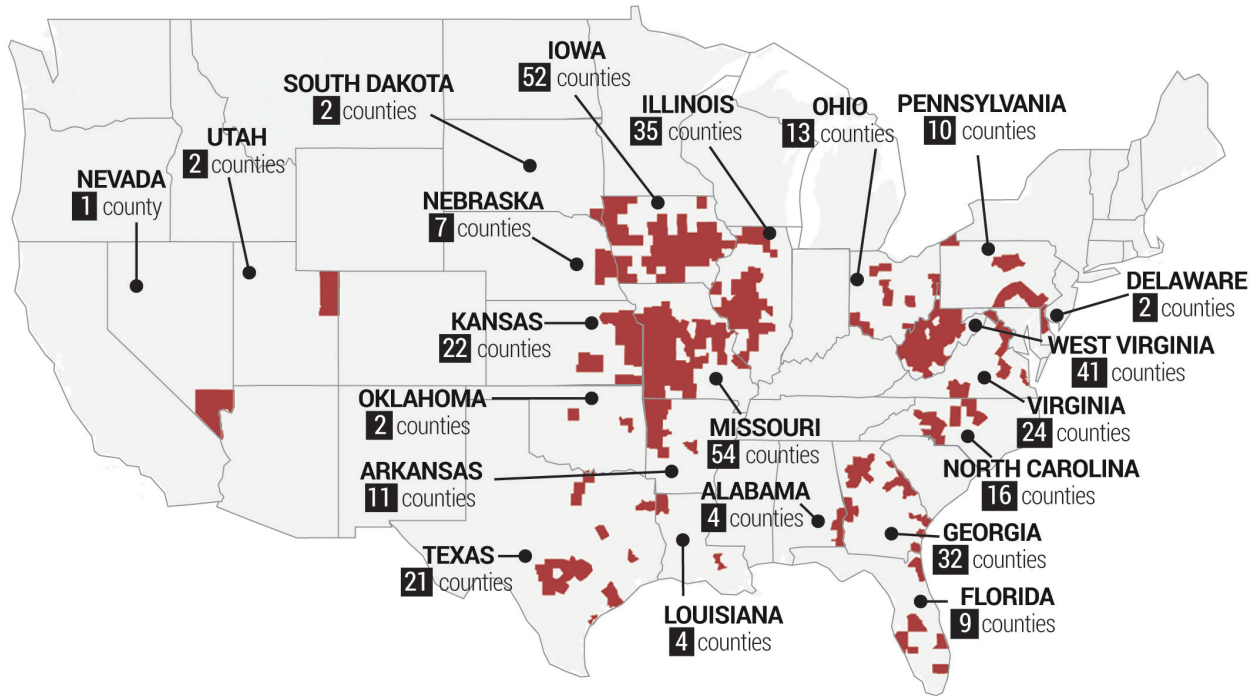 IOWA
52 counties
SOUTH DAKOTA
2 counties
ILLINOIS
35 counties
OHIO
13 counties
PENNSYLVANIA
10 counties
UTAH
2 counties
NEVADA
1 county
NEBRASKA
7 counties
DELAWARE
2 counties
KANSAS
22 counties
WEST VIRGINIA
41 counties
OKLAHOMA
2 counties
VIRGINIA
24 counties
MISSOURI
54 counties
NORTH CAROLINA
16 counties
ARKANSAS
11 counties
ALABAMA
4 counties
GEORGIA
32 counties
TEXAS
21 counties
FLORIDA
9 counties
LOUISIANA
4 counties